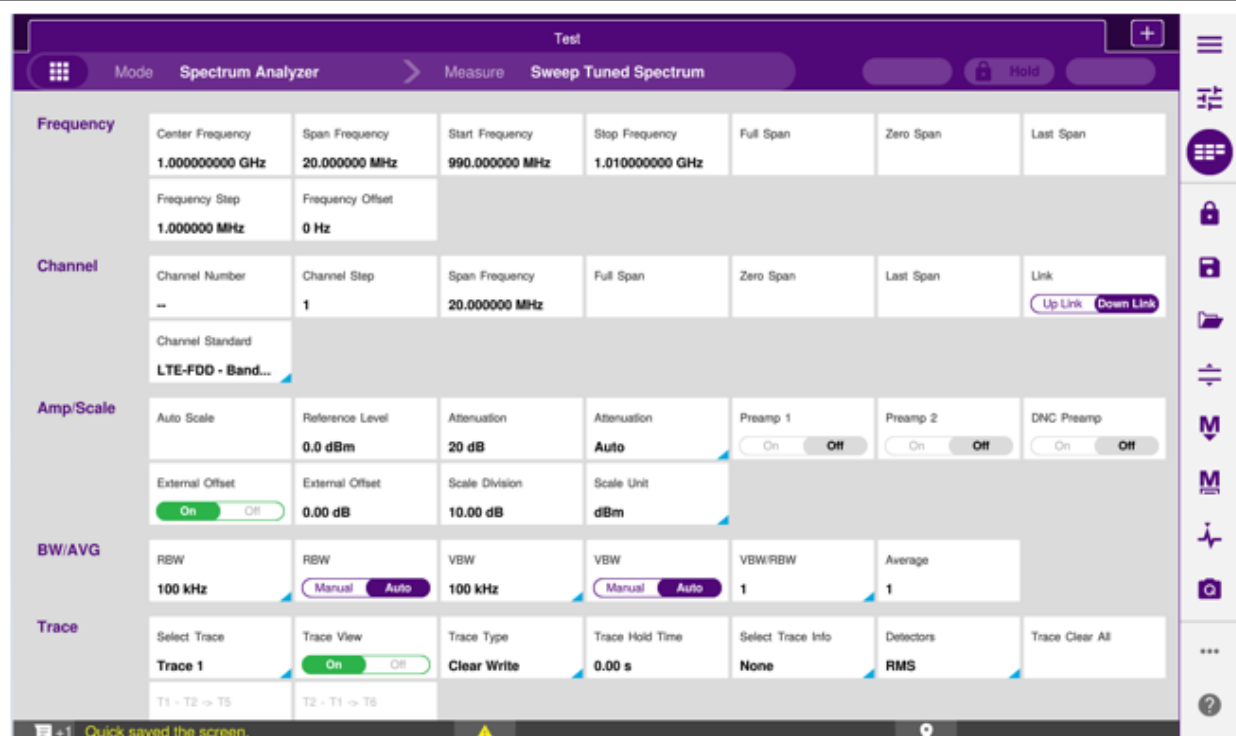 Test
Mode Spectrum Analyzer Measure Sweep Tuned Spectrum Hold
Frequency
Center Frequency Span Frequency Start Frequency Stop Frequency Full Span Zero Span Last Span
1.000000000 GHz 20.000000 MHz 990.000000 MHz 1.010000000 GHz
Frequency Step Frequency Offset
1.000000 MHz 0 Hz
Channel
Channel Number Channel Step Span Frequency Full Span Zero Span Last Span Link
-- 1 20.000000 MHz Up Link Down Link
Channel Standard
LTE-FDD - Band...
Amp/Scale
Auto Scale Reference Level Attenuation Attenuation Preamp 1 Preamp 2 DNC Preamp
0.0 dBm 20 dB Auto On Off On Off On Off
External Offset External Offset Scale Division Scale Unit
On Off 0.00 dB 10.00 dB dBm
BW/AVG
RBW RBW VBW VBW VBW/RBW Average
100 kHz Manual Auto 100 kHz Manual Auto 1 1
Trace
Select Trace Trace View Trace Type Trace Hold Time Select Trace Info Detectors Trace Clear All
Trace 1 On Off Clear Write 0.00 s None RMS
T1 - T2 -> T5 T2 - T1 -> T6
+1 Quick saved the screen.